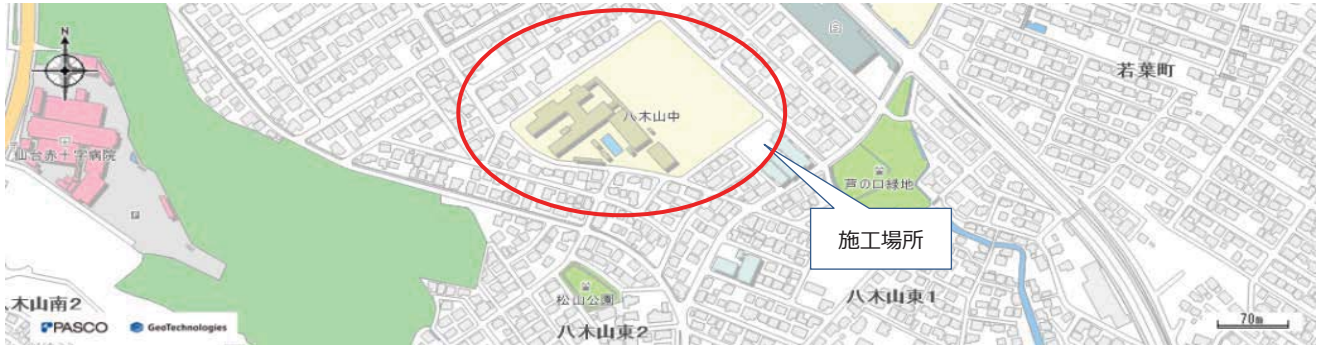 N
若葉町
八木山中
仙台赤十字病院
芦の口緑地
施工場所
木山南2
松山公園
八木山東1
PASCO
GeoTechnologies
八木山東2
70m